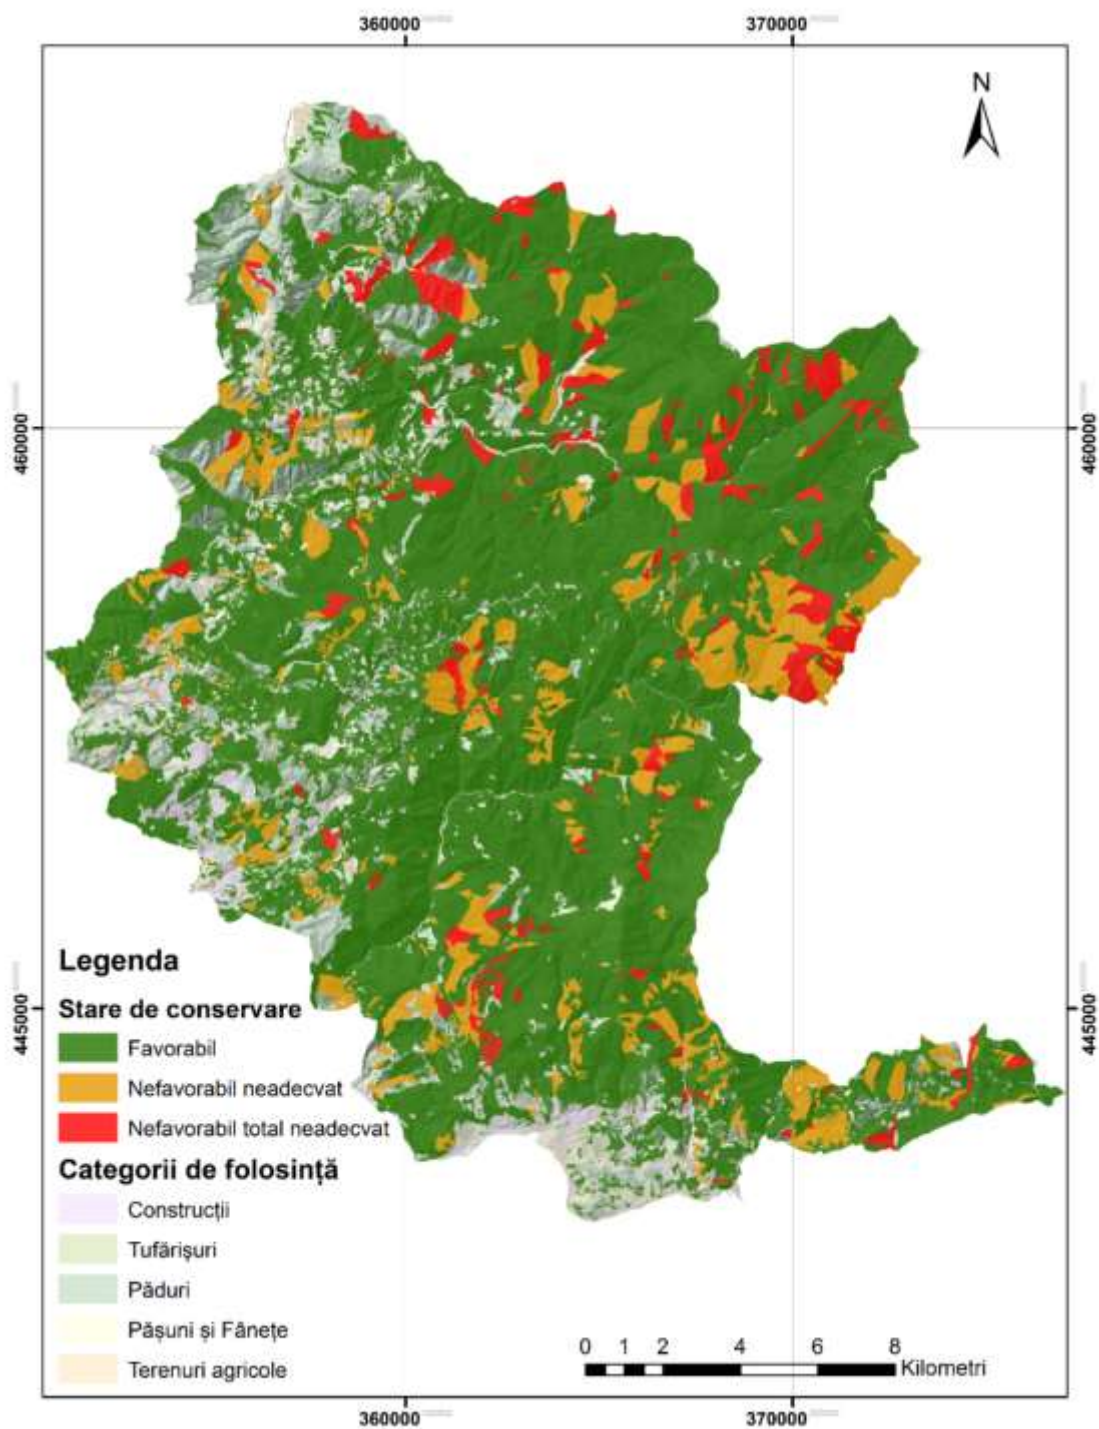 360000
370000
N
460000
460000
445000
445000
Legenda
Stare de conservare
Favorabil
Nefavorabil neadecvat
Nefavorabil total neadecvat
Categorii de folosință
Construcții
Tufărișuri
Păduri
Pășuni și Fânețe
Terenuri agricole
0 1 2 4 6 8
Kilometri
360000
370000